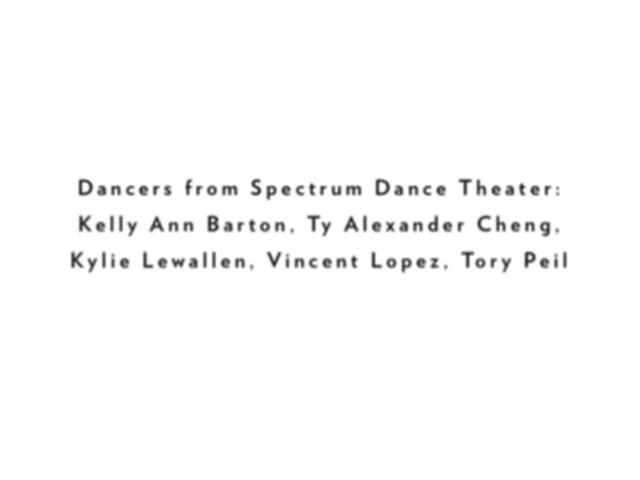 Dancers from Spectrum Dance Theater:
Kelly Ann Barton, Ty Alexander Cheng,
Kylie Lewallen, Vincent Lopez, Tory Peil